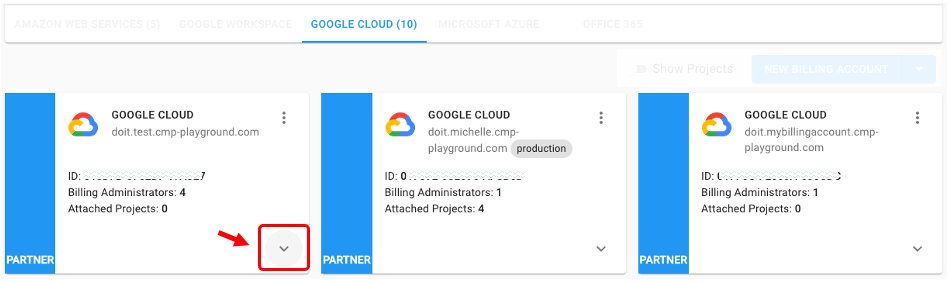 AMAZON WEB SERVICES (5) GOOGLE WORKSPACE GOOGLE CLOUD (10) MICROSOFT AZURE OFFICE 365
Show Projects NEW BILLING ACCOUNT
GOOGLE CLOUD
doit.test.cmp-playground.com
ID:
Billing Administrators: 4
Attached Projects: 0
PARTNER
GOOGLE CLOUD
doit.michelle.cmp-
playground.com production
ID:
Billing Administrators: 1
Attached Projects: 4
PARTNER
GOOGLE CLOUD
doit.mybillingaccount.cmp-
playground.com
ID:
Billing Administrators: 1
Attached Projects: 0
PARTNER